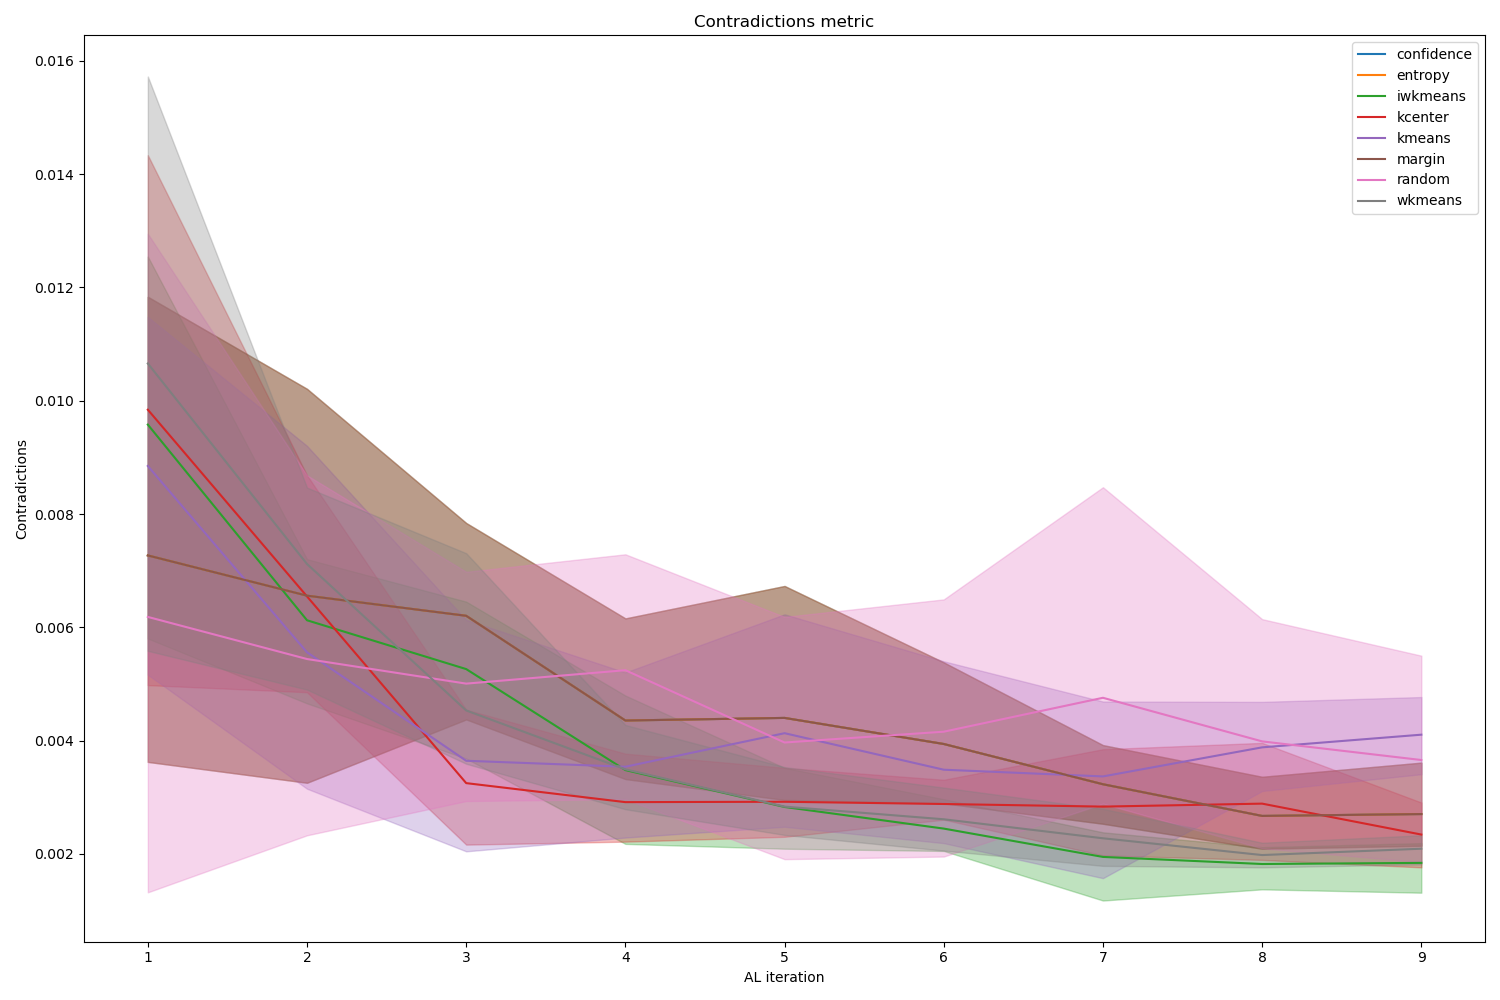 Contradictions metric
0.016
0.014
0.012
0.010
0.008
0.006
0.004
0.002
Contradictions
1 2 3 4 5 6 7 8 9
AL iteration
confidence
entropy
iwkmeans
kcenter
kmeans
margin
random
wkmeans